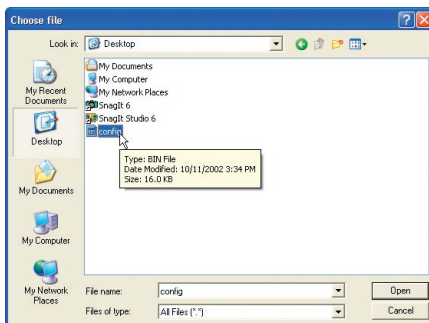 Choose file
Look in:
Desktop
My Recent
Documents
Desktop
My Documents
My Computer
My Network
Places
My Documents
My Computer
My Network Places
SnagIt 6
SnagIt Studio 6
config
Type: BIN File
Date Modified: 10/11/2002 3:34 PM
Size: 16.0 KB
File name:
config
Open
Files of type:
All Files (*.*)
Cancel